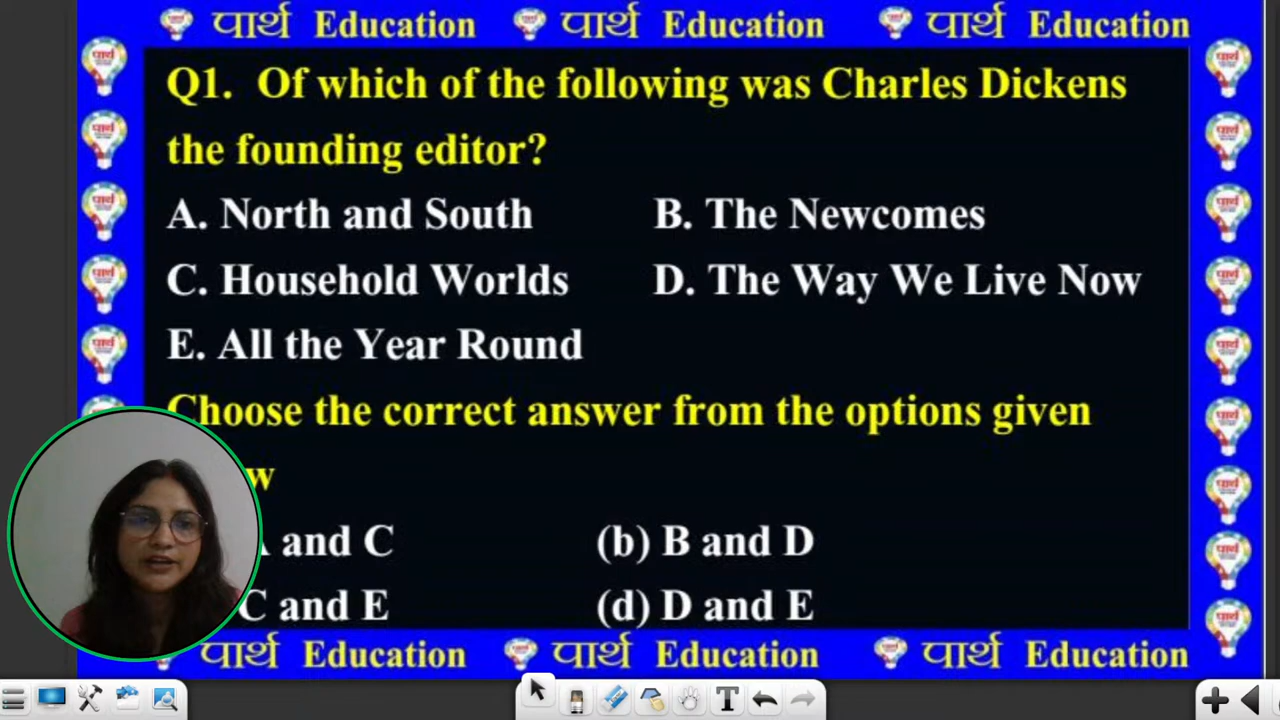 पार्थ Education पार्थ Education पार्थ Education
Q1. Of which of the following was Charles Dickens
the founding editor?
A. North and South B. The Newcomes
C. Household Worlds D. The Way We Live Now
E. All the Year Round
Choose the correct answer from the options given
and C (b) B and D
C and E (d) D and E
पार्थ Education पार्थ Education पार्थ Education